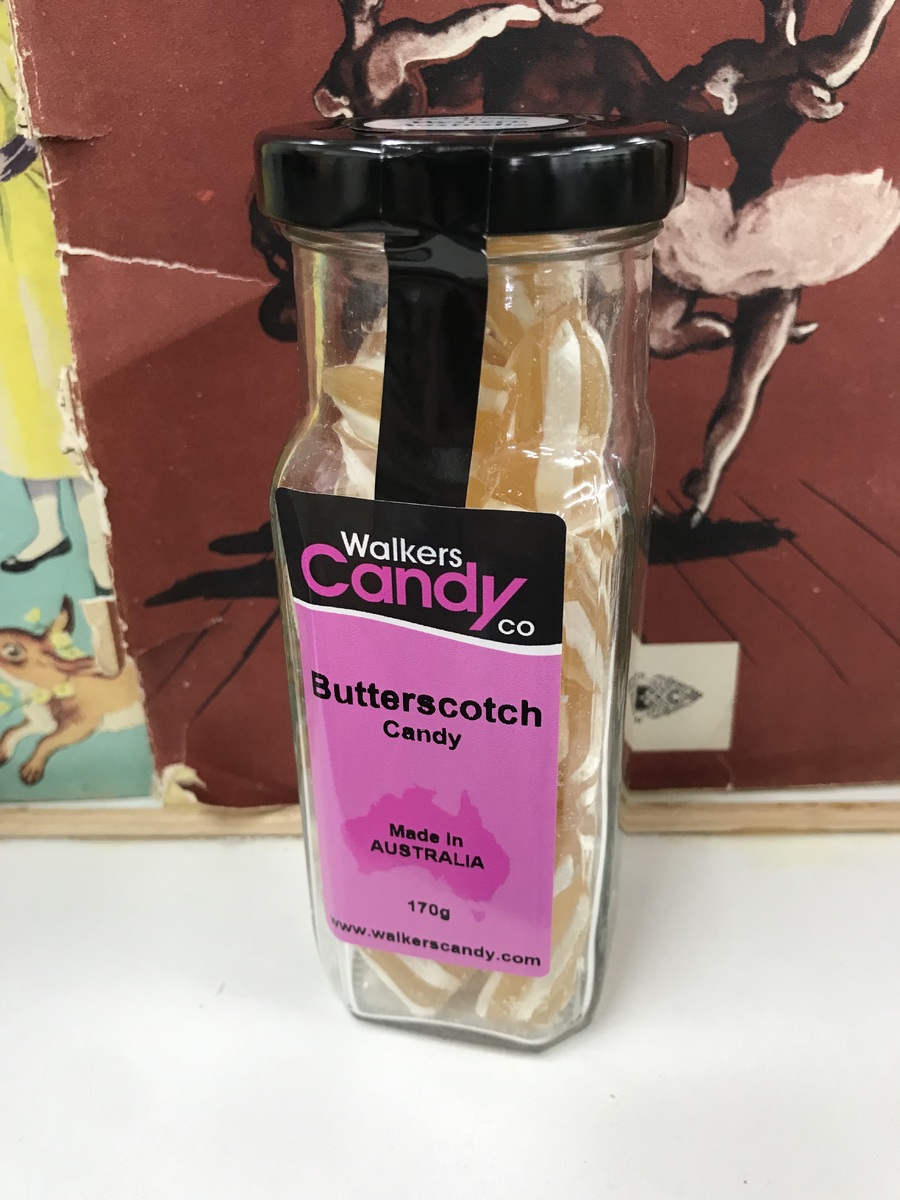 Walkers
Candy
co
Butterscotch
Candy
Made in
AUSTRALIA
170g
www.walkerscandy.com